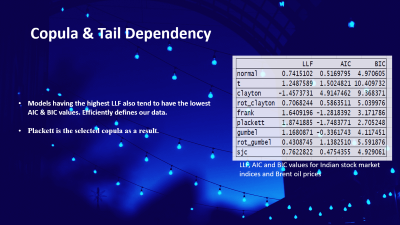 Copula & Tail Dependency
• Models having the highest LLF also tend to have the lowest
AIC & BIC values. Efficiently defines our data.
• Plackett is the selected copula as a result.
LLF AIC BIC
normal 0.7415102 0.5169795 4.970605
t 1.2487589 1.5024821 10.409732
clayton -1.4573731 4.9147462 9.368371
rot_clayton 0.7068244 0.5863511 5.039976
frank 1.6409196 -1.2818392 3.171786
plackett 1.8741885 -1.7483771 2.705248
gumbel 1.1680871 -0.3361743 4.117451
rot_gumbel 0.4308745 1.1382510 5.591876
sjc 0.7622822 0.4754355 4.929061
LLF, AIC and BIC values for Indian stock market
indices and Brent oil prices